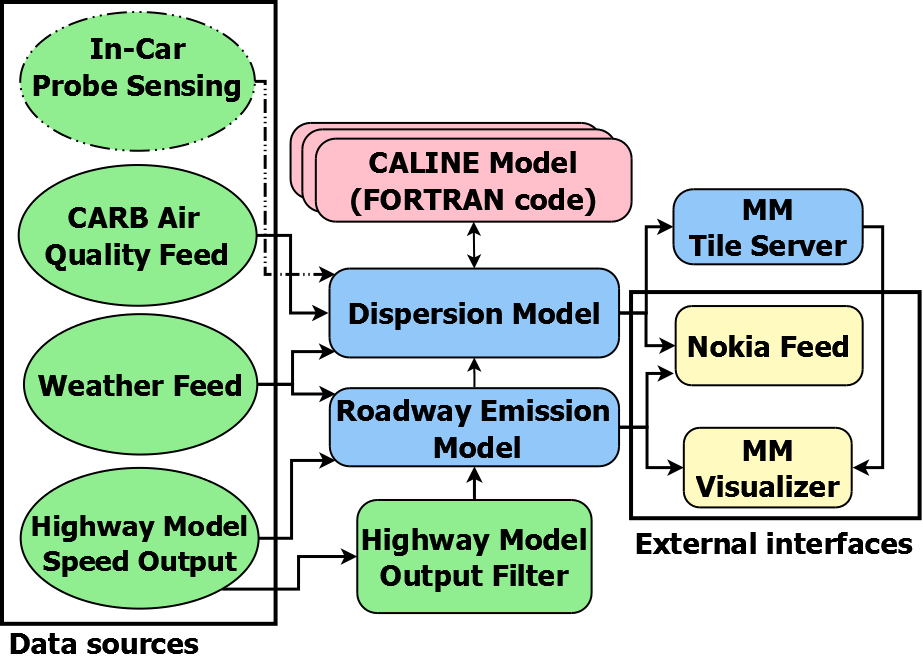 In-Car
Probe Sensing
CARB Air
Quality Feed
Weather Feed
Highway Model
Speed Output
Data sources
CALINE Model
(FORTRAN code)
Dispersion Model
Roadway Emission
Model
Highway Model
Output Filter
MM
Tile Server
Nokia Feed
MM
Visualizer
External interfaces